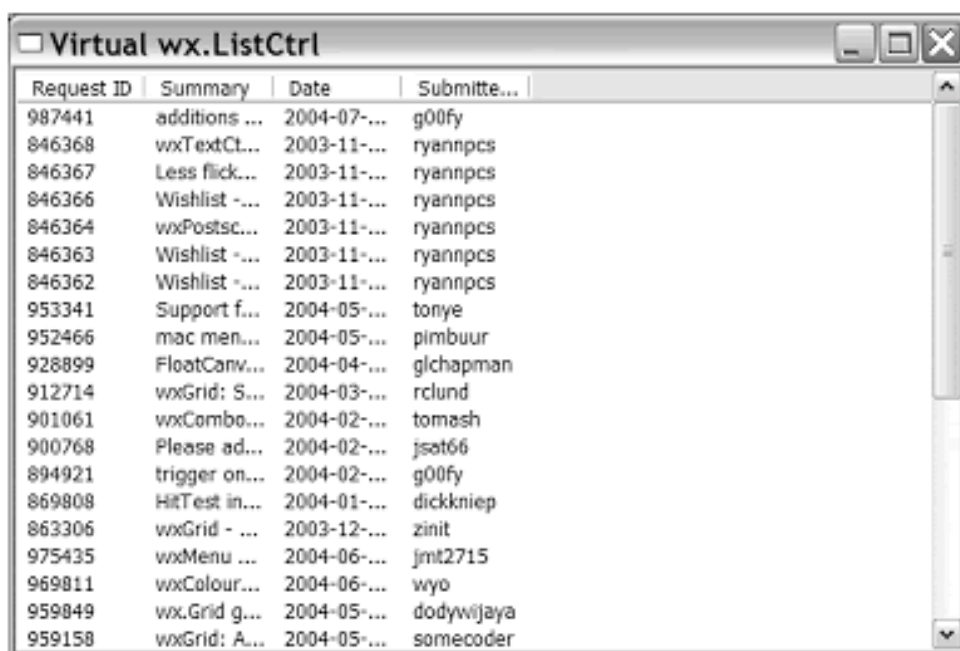 Virtual wx.ListCtrl
Request ID Summary Date Submitte...
987441 additions ... 2004-07-... g00fy
846368 wxTextCt... 2003-11-... ryannpcs
846367 Less flick... 2003-11-... ryannpcs
846366 Wishlist -... 2003-11-... ryannpcs
846364 wxPostsc... 2003-11-... ryannpcs
846363 Wishlist -... 2003-11-... ryannpcs
846362 Wishlist -... 2003-11-... ryannpcs
953341 Support f... 2004-05-... tonye
952466 mac men... 2004-05-... pimbuur
928899 FloatCanv... 2004-04-... glchapman
912714 wxGrid: S... 2004-03-... rclund
901061 wxCombo... 2004-02-... tomash
900768 Please ad... 2004-02-... jsat66
894921 trigger on... 2004-02-... g00fy
869808 HitTest in... 2004-01-... dickkniep
863306 wxGrid - ... 2003-12-... zinit
975435 wxMenu ... 2004-06-... jmt2715
969811 wxColour... 2004-06-... wyo
959849 wx.Grid g... 2004-05-... dodywijaya
959158 wxGrid: A... 2004-05-... somecoder